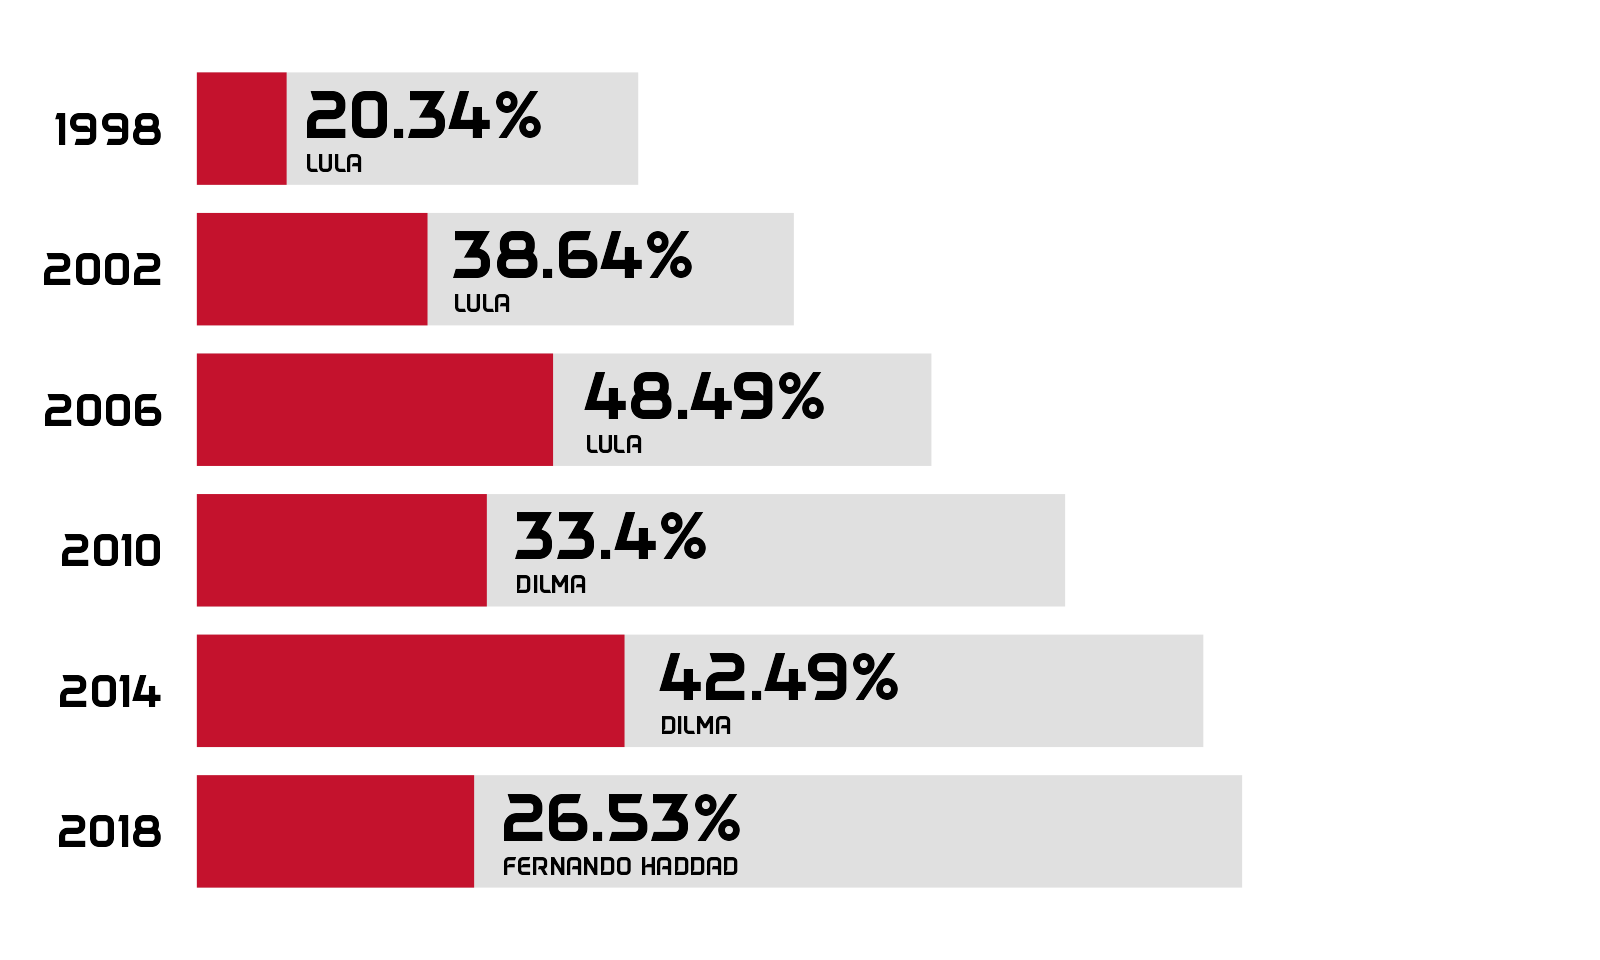 1998
20.34%
LULA
2002
38.64%
LULA
2006
48.49%
LULA
2010
33.4%
DILMA
2014
42.49%
DILMA
2018
26.53%
FERNANDO HADDAD